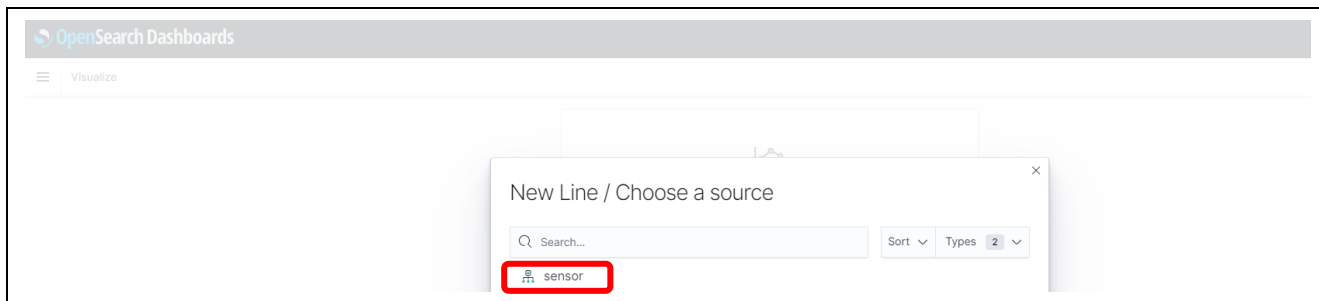 OpenSearch Dashboards
Visualize
New Line / Choose a source
Search...
Sort Types 2
sensor